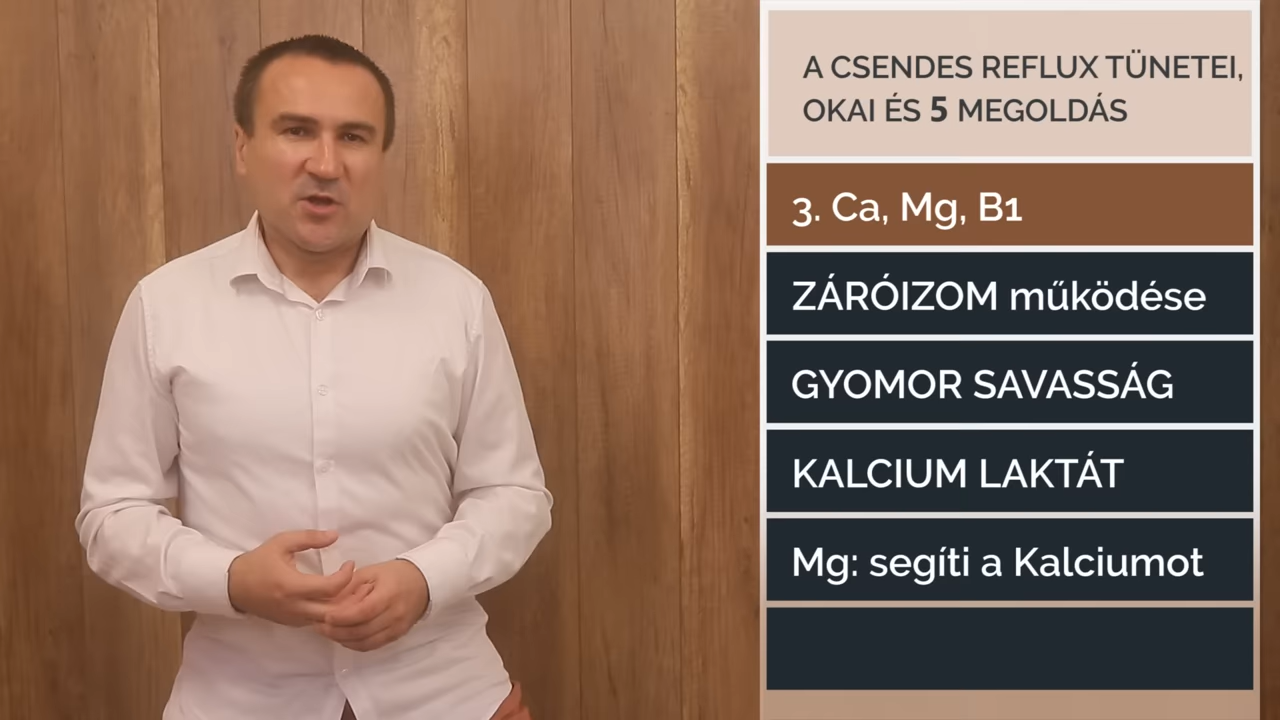 A CSENDES REFLUX TÜNETEI,
OKAI ÉS 5 MEGOLDÁS
3. Ca, Mg, B1
ZÁRÓIZOM működése
GYOMOR SAVASSÁG
KALCIUM LAKTÁT
Mg: segíti a Kalciumot